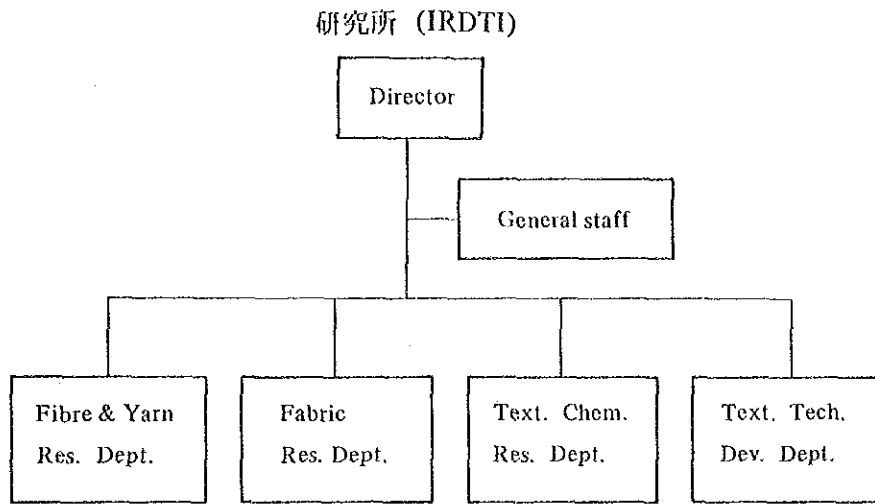 研究所 (IRDTI)
Director
General staff
Fibre & Yarn
Res. Dept.
Fabric
Res. Dept.
Text. Chem.
Res. Dept.
Text. Tech.
Dev. Dept.